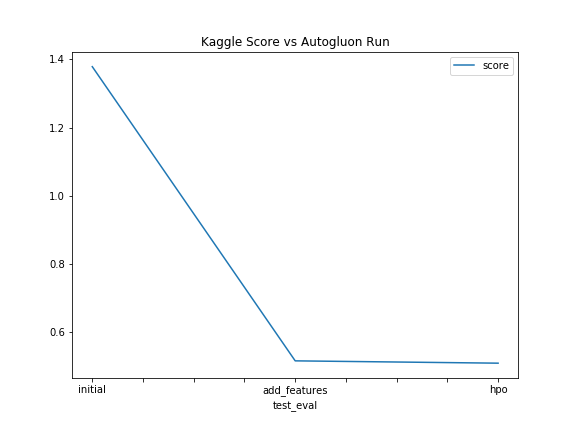 Kaggle Score vs Autogluon Run
score
1.4
1.2
1.0
0.8
0.6
initial
add_features
hpo
test_eval